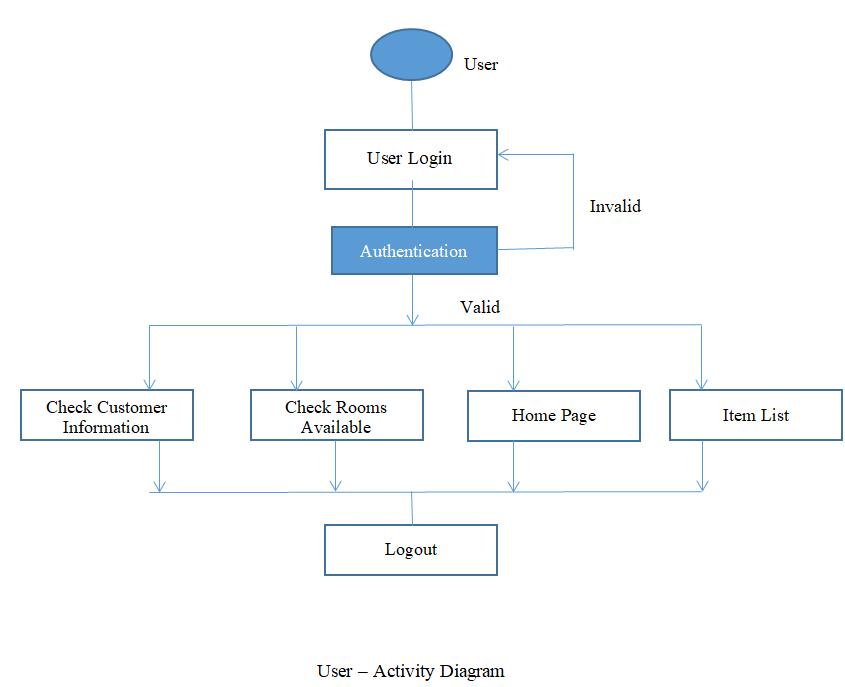 User
User Login
Invalid
Authentication
Valid
Check Customer
Information
Check Rooms
Available
Home Page
Item List
Logout
User – Activity Diagram